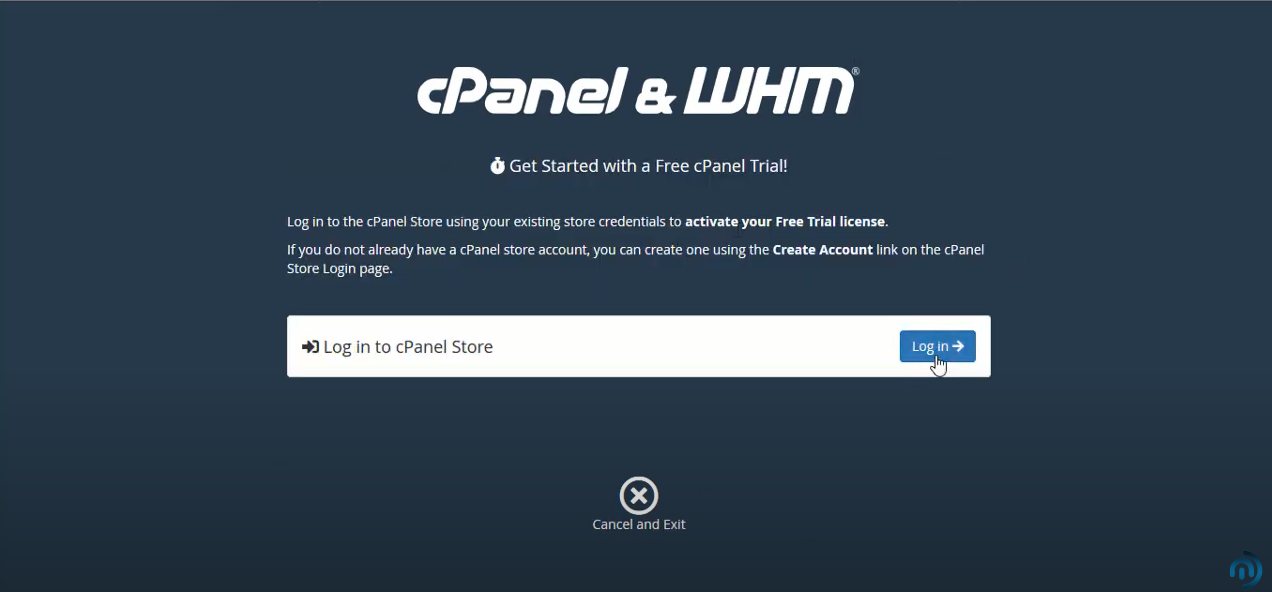 cPanel & WHM®
Get Started with a Free cPanel Trial!
Log in to the cPanel Store using your existing store credentials to activate your Free Trial license.
If you do not already have a cPanel store account, you can create one using the Create Account link on the cPanel
Store Login page.
Log in to cPanel Store
Log in
Cancel and Exit